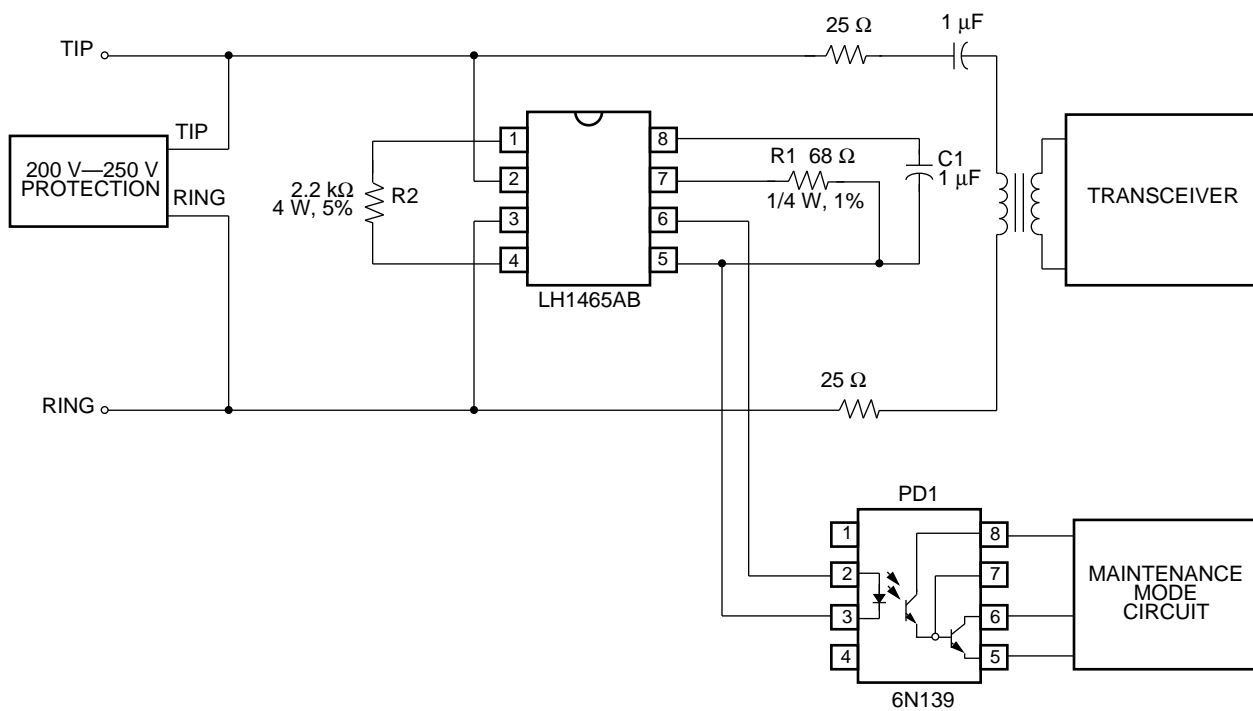 25 Ω
1 µF
TIP
TIP
200 V—250 V
PROTECTION
RING
1
2
3
4
8
7
6
5
2.2 kΩ
4 W, 5%
R2
R1 68 Ω
1/4 W, 1%
C1
1 µF
TRANSCEIVER
LH1465AB
25 Ω
RING
PD1
1
2
3
4
8
7
6
5
MAINTENANCE
MODE
CIRCUIT
6N139